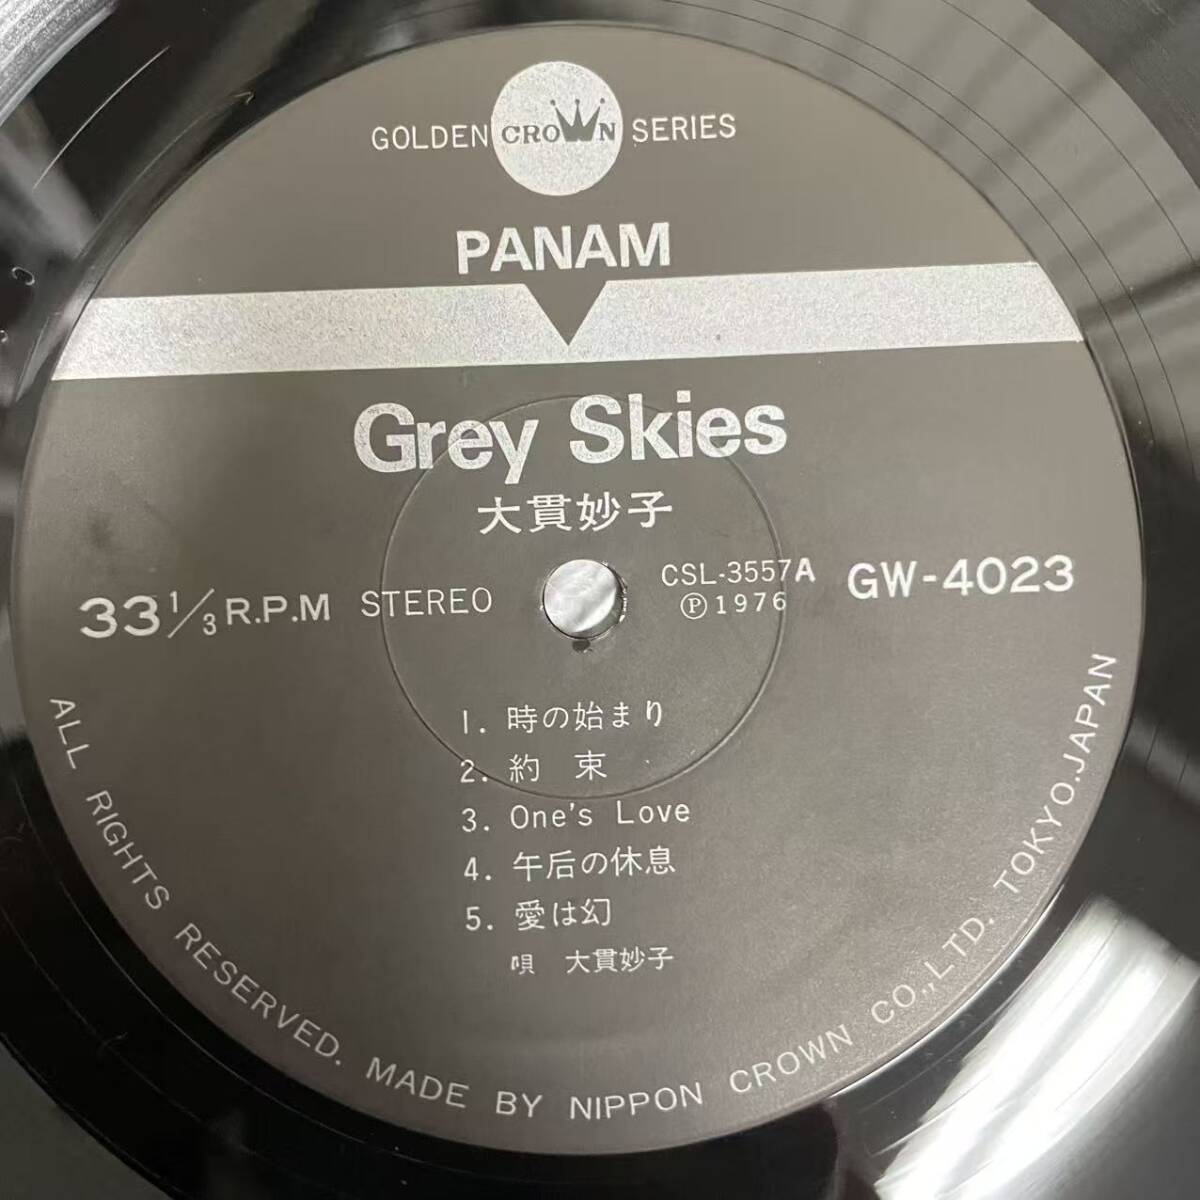 GOLDEN CROWN SERIES
PANAM
Grey Skies
大貫妙子
33 1/3 R.P.M STEREO
CSL-3557A
Ⓟ1976
GW-4023
1. 時の始まり
2. 約 束
3. One's Love
4. 午后の休息
5. 愛は幻
唄 大貫妙子
ALL RIGHTS RESERVED. MADE BY NIPPON CROWN CO.,LTD. TOKYO.JAPAN